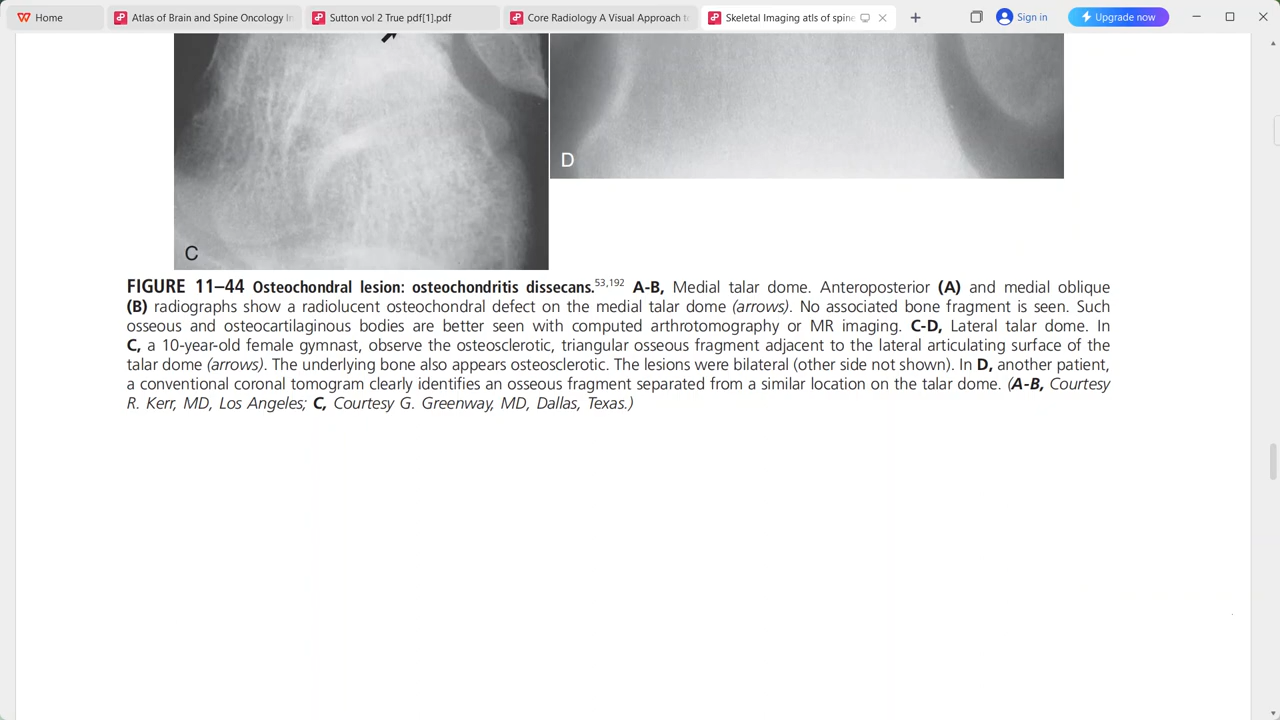 Home
Atlas of Brain and Spine Oncology I
Sutton vol 2 True pdf[1].pdf
Core Radiology A Visual Approach to
Skeletal Imaging atls of spine
Sign in
Upgrade now
D
C
FIGURE 11–44 Osteochondral lesion: osteochondritis dissecans.53,192 A-B, Medial talar dome. Anteroposterior (A) and medial oblique
(B) radiographs show a radiolucent osteochondral defect on the medial talar dome (arrows). No associated bone fragment is seen. Such
osseous and osteocartilaginous bodies are better seen with computed arthrotomography or MR imaging. C-D, Lateral talar dome. In
C, a 10-year-old female gymnast, observe the osteosclerotic, triangular osseous fragment adjacent to the lateral articulating surface of the
talar dome (arrows). The underlying bone also appears osteosclerotic. The lesions were bilateral (other side not shown). In D, another patient,
a conventional coronal tomogram clearly identifies an osseous fragment separated from a similar location on the talar dome. (A-B, Courtesy
R. Kerr, MD, Los Angeles; C, Courtesy G. Greenway, MD, Dallas, Texas.)